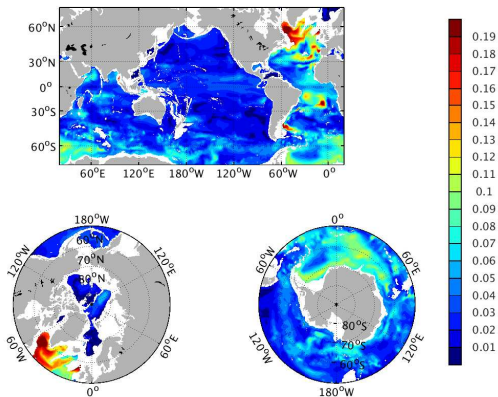 60°N
30°N
0°
30°S
60°S
60°E
120°E
180°W
120°W
60°W
0°
0.19
0.18
0.17
0.16
0.15
0.14
0.13
0.12
0.11
0.1
0.09
0.08
0.07
0.06
0.05
0.04
0.03
0.02
0.01
180°W
120°W
120°E
60°N
70°N
80°N
60°W
60°E
0°
0°
60°W
60°E
80°S
70°S
60°S
120°W
120°E
180°W